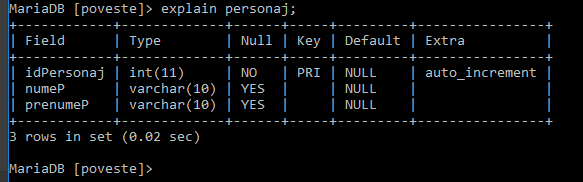 MariaDB [poveste]> explain personaj;
+------------+-------------+------+-----+---------+----------------+
| Field      | Type        | Null | Key | Default | Extra          |
+------------+-------------+------+-----+---------+----------------+
| idPersonaj | int(11)     | NO   | PRI | NULL    | auto_increment |
| numeP      | varchar(10) | YES  |     | NULL    |                |
| prenumeP   | varchar(10) | YES  |     | NULL    |                |
+------------+-------------+------+-----+---------+----------------+
3 rows in set (0.02 sec)

MariaDB [poveste]>